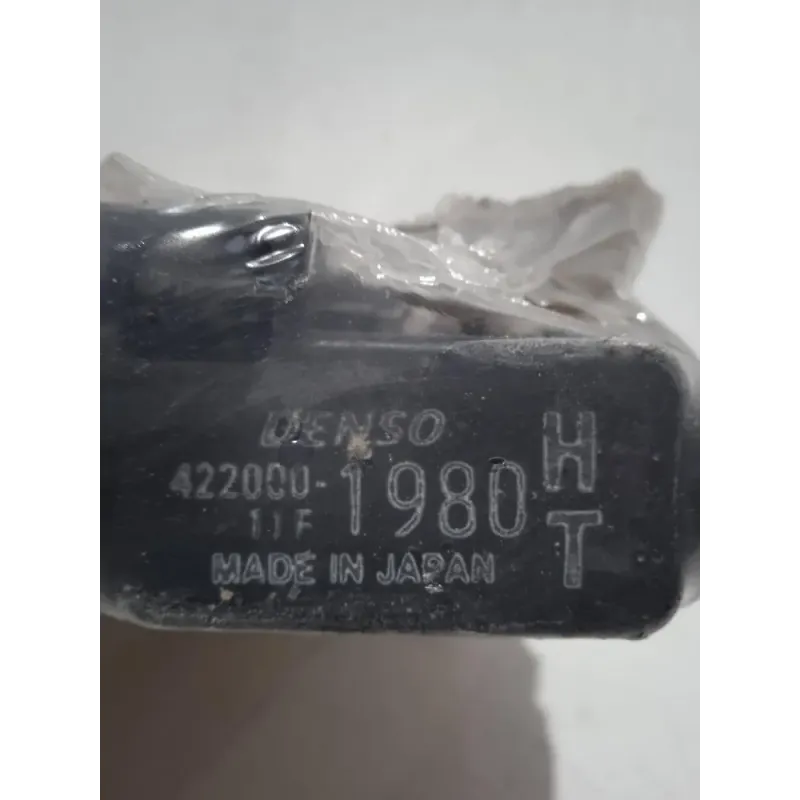 DENSO
422000-1980
11F
MADE IN JAPAN
H
T